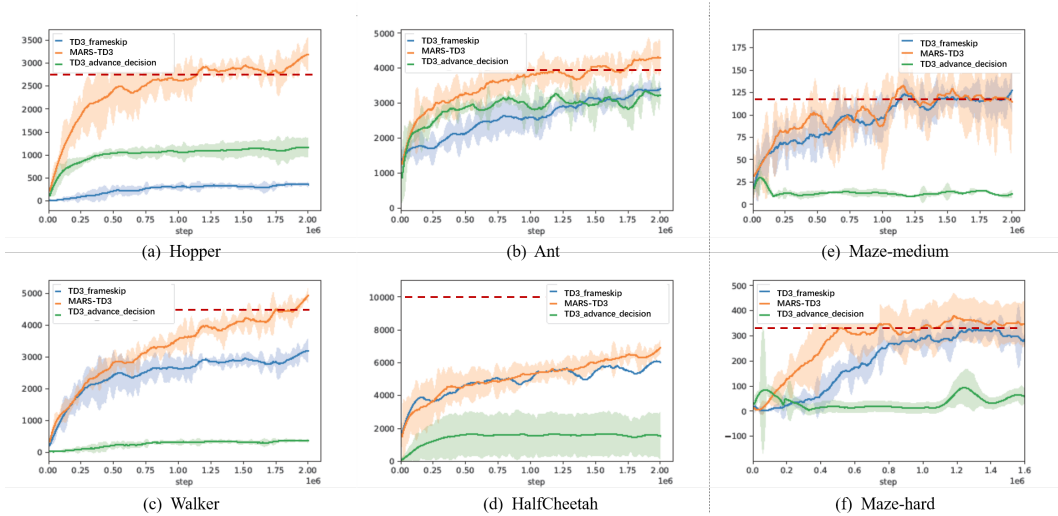 TD3_frameskip
MARS-TD3
TD3_advance_decision
3500
3000
2500
2000
1500
1000
500
0
0.00 0.25 0.50 0.75 1.00 1.25 1.50 1.75 2.00
step
1e6
(a) Hopper
TD3_frameskip
MARS-TD3
TD3_advance_decision
5000
4000
3000
2000
1000
0
0.00 0.25 0.50 0.75 1.00 1.25 1.50 1.75 2.00
step
1e6
(b) Ant
TD3_frameskip
MARS-TD3
TD3_advance_decision
175
150
125
100
75
50
25
0
0.00 0.25 0.50 0.75 1.00 1.25 1.50 1.75 2.00
step
1e6
(e) Maze-medium
TD3_frameskip
MARS-TD3
TD3_advance_decision
5000
4000
3000
2000
1000
0
0.00 0.25 0.50 0.75 1.00 1.25 1.50 1.75 2.00
step
1e6
(c) Walker
TD3_frameskip
MARS-TD3
TD3_advance_decision
10000
8000
6000
4000
2000
0
0.00 0.25 0.50 0.75 1.00 1.25 1.50 1.75 2.00
step
1e6
(d) HalfCheetah
TD3_frameskip
MARS-TD3
TD3_advance_decision
500
400
300
200
100
0
−100
0.0 0.2 0.4 0.6 0.8 1.0 1.2 1.4 1.6
step
1e6
(f) Maze-hard